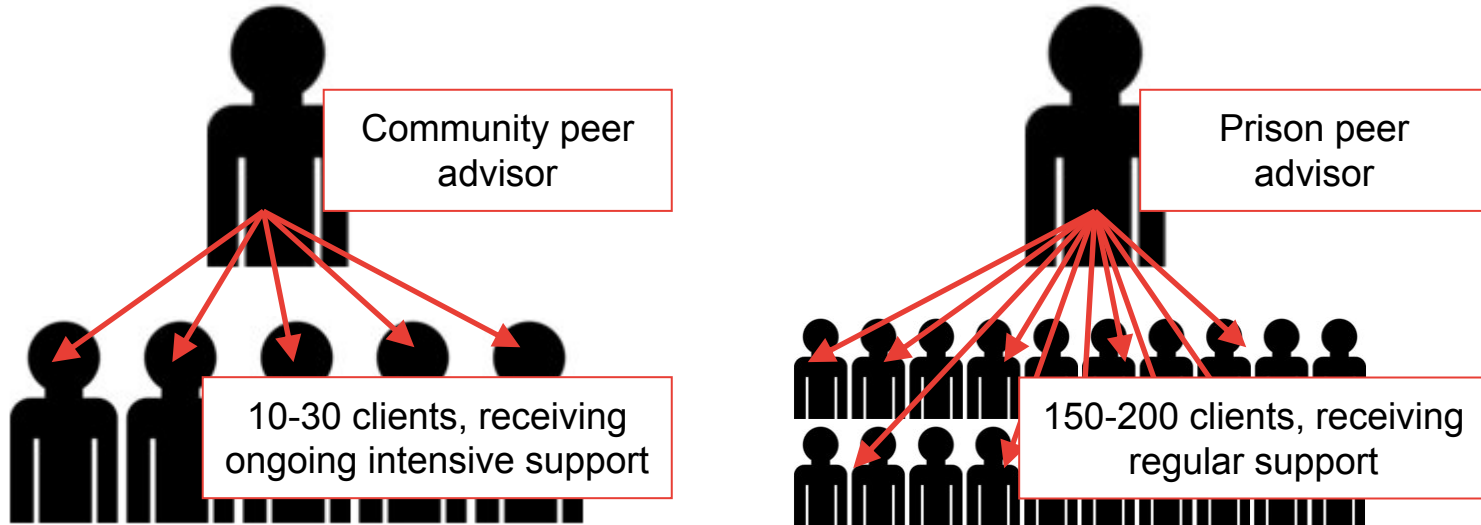 Community peer
advisor
10-30 clients, receiving
ongoing intensive support
Prison peer
advisor
150-200 clients, receiving
regular support